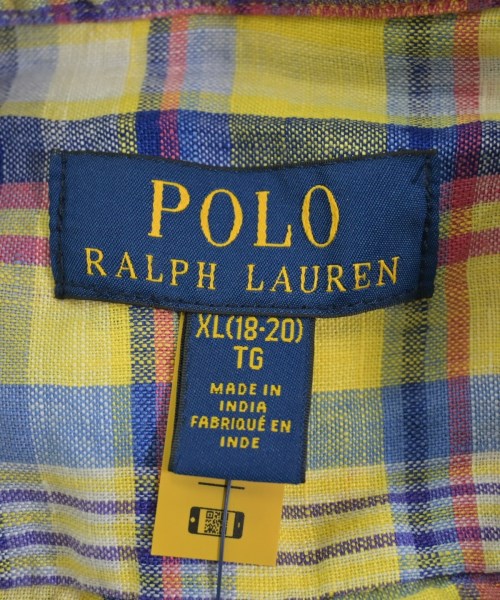 POLO
RALPH LAUREN
XL(18-20)
TG
MADE IN
INDIA
FABRIQUÉ EN
INDE